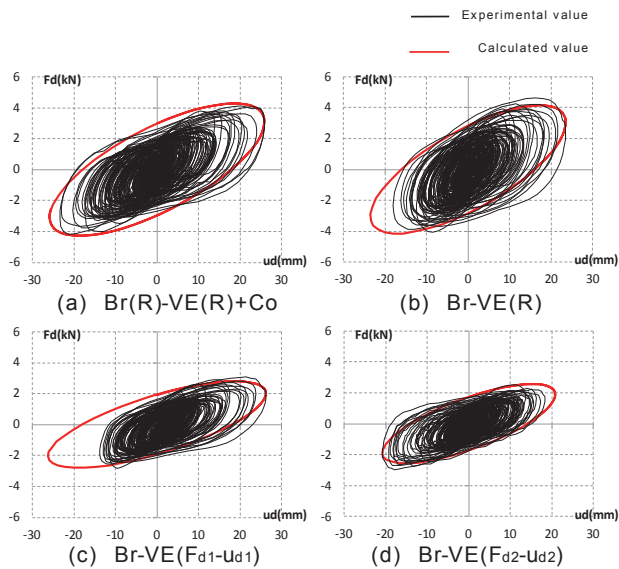 Experimental value
Calculated value
Fd(kN)
6
4
2
0
-2
-4
-6
ud(mm)
-30 -20 -10 0 10 20 30
(a) Br(R)-VE(R)+Co
Fd(kN)
6
4
2
0
-2
-4
-6
ud(mm)
-30 -20 -10 0 10 20 30
(b) Br-VE(R)
Fd(kN)
6
4
2
0
-2
-4
-6
ud(mm)
-30 -20 -10 0 10 20 30
(c) Br-VE(Fd1-ud1)
Fd(kN)
6
4
2
0
-2
-4
-6
ud(mm)
-30 -20 -10 0 10 20 30
(d) Br-VE(Fd2-ud2)